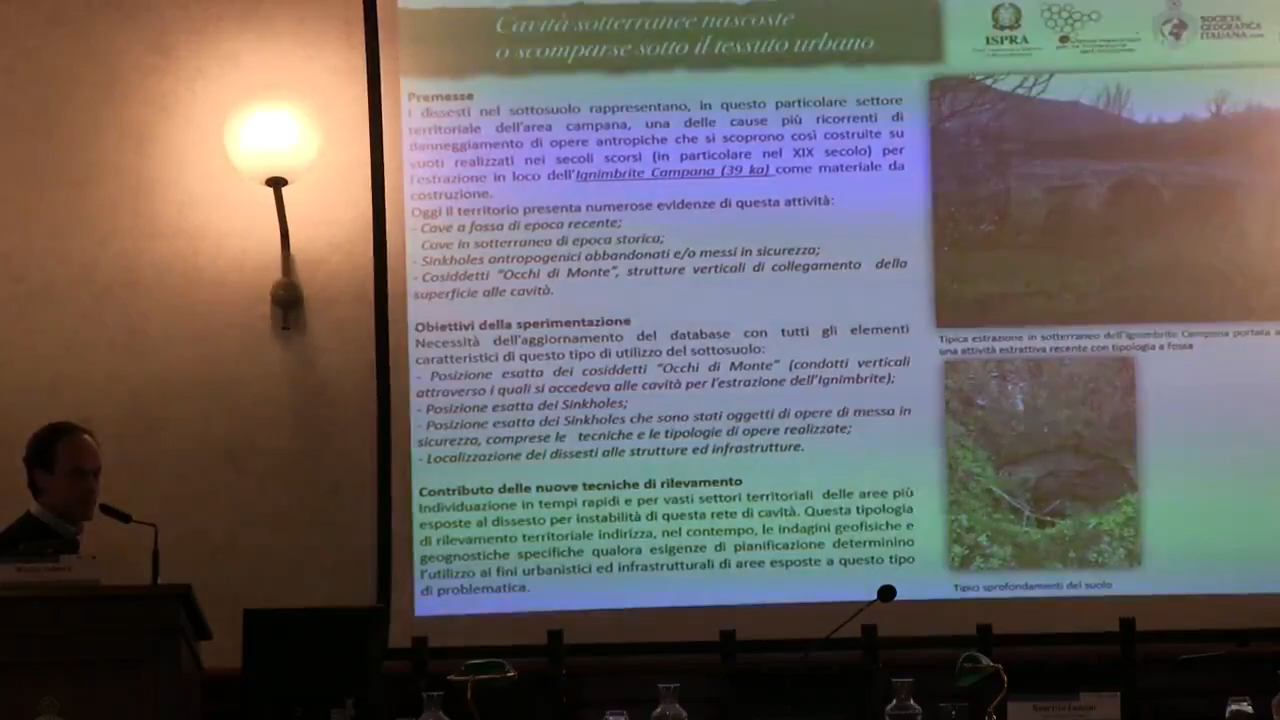 Cavità sotterranee nascoste
o scomparse sotto il tessuto urbano
ISPRA
SOCIETÀ
GEOGRAFICA
ITALIANA
Premesse
I dissesti nel sottosuolo rappresentano, in questo particolare settore
territoriale dell'area campana, una delle cause più ricorrenti di
danneggiamento di opere antropiche che si scoprono così costruite su
vuoti realizzati nei secoli scorsi (in particolare nel XIX secolo) per
l'estrazione in loco dell'Ignimbrite Campana (39 ka) come materiale da
costruzione.
Oggi il territorio presenta numerose evidenze di questa attività:
- Cave a fossa di epoca recente;
Cave in sotterranea di epoca storica;
- Sinkholes antropogenici abbandonati e/o messi in sicurezza;
- Cosiddetti "Occhi di Monte", strutture verticali di collegamento della
superficie alle cavità.
Obiettivi della sperimentazione
Necessità dell'aggiornamento del database con tutti gli elementi
caratteristici di questo tipo di utilizzo del sottosuolo:
- Posizione esatta dei cosiddetti "Occhi di Monte" (condotti verticali
attraverso i quali si accedeva alle cavità per l'estrazione dell'Ignimbrite);
- Posizione esatta dei Sinkholes;
- Posizione esatta dei Sinkholes che sono stati oggetti di opere di messa in
sicurezza, comprese le tecniche e le tipologie di opere realizzate;
- Localizzazione dei dissesti alle strutture ed infrastrutture.
Contributo delle nuove tecniche di rilevamento
Individuazione in tempi rapidi e per vasti settori territoriali delle aree più
esposte al dissesto per instabilità di questa rete di cavità. Questa tipologia
di rilevamento territoriale indirizza, nel contempo, le indagini geofisiche e
geognostiche specifiche qualora esigenze di pianificazione determinino
l'utilizzo ai fini urbanistici ed infrastrutturali di aree esposte a questo tipo
di problematica.
Tipica estrazione in sotterraneo dell'Ignimbrite Campana portata a
una attività estrattiva recente con tipologia a fossa
Tipici sprofondamenti del suolo